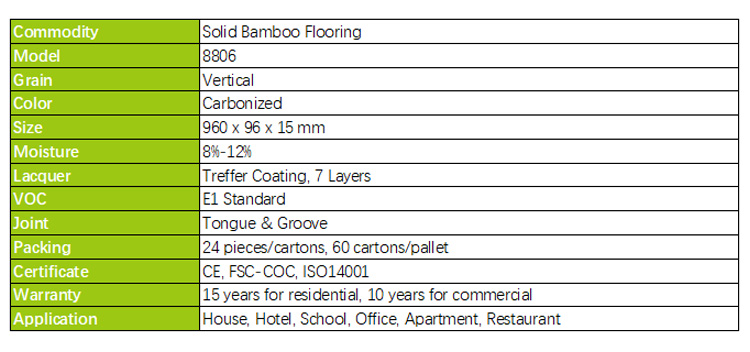 Commodity Solid Bamboo Flooring
Model 8806
Grain Vertical
Color Carbonized
Size 960 x 96 x 15 mm
Moisture 8%-12%
Lacquer Treffer Coating, 7 Layers
VOC E1 Standard
Joint Tongue & Groove
Packing 24 pieces/cartons, 60 cartons/pallet
Certificate CE, FSC-COC, ISO14001
Warranty 15 years for residential, 10 years for commercial
Application House, Hotel, School, Office, Apartment, Restaurant